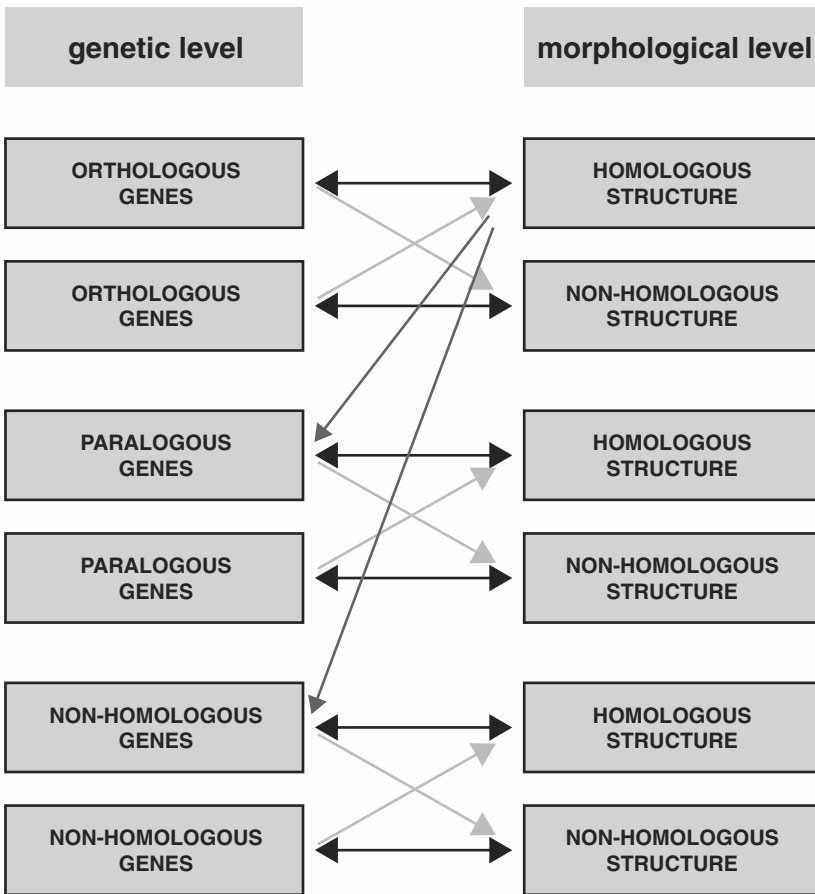 genetic level
morphological level
ORTHOLOGOUS
GENES
HOMOLOGOUS
STRUCTURE
ORTHOLOGOUS
GENES
NON-HOMOLOGOUS
STRUCTURE
PARALOGOUS
GENES
HOMOLOGOUS
STRUCTURE
PARALOGOUS
GENES
NON-HOMOLOGOUS
STRUCTURE
NON-HOMOLOGOUS
GENES
HOMOLOGOUS
STRUCTURE
NON-HOMOLOGOUS
GENES
NON-HOMOLOGOUS
STRUCTURE